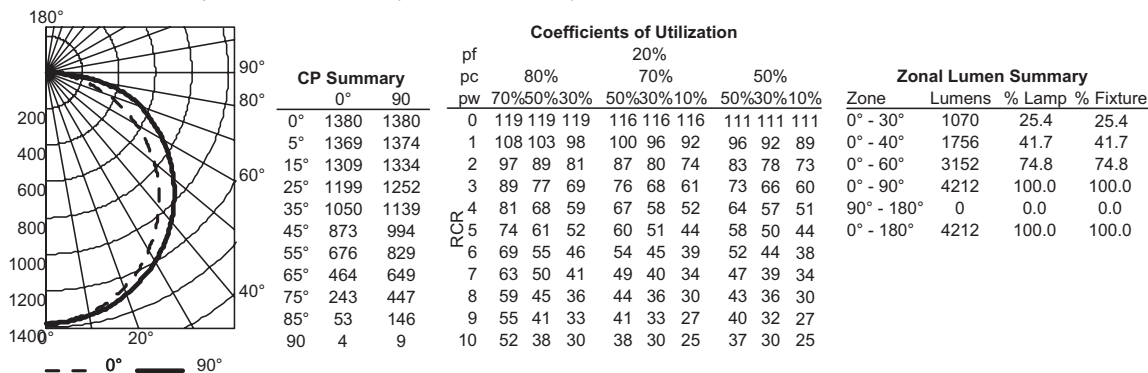 180°
90°
80°
60°
40°
20°
0°
200
400
600
800
1000
1200
1400
0° 90°
CP Summary
0° 90
0° 1380 1380
5° 1369 1374
15° 1309 1334
25° 1199 1252
35° 1050 1139
45° 873 994
55° 676 829
65° 464 649
75° 243 447
85° 53 146
90 4 9
Coefficients of Utilization
pf 20%
pc 80% 70% 50%
pw 70%50%30% 50%30%10% 50%30%10%
RCR
0 119 119 119 116 116 116 111 111 111
1 108 103 98 100 96 92 96 92 89
2 97 89 81 87 80 74 83 78 73
3 89 77 69 76 68 61 73 66 60
4 81 68 59 67 58 52 64 57 51
5 74 61 52 60 51 44 58 50 44
6 69 55 46 54 45 39 52 44 38
7 63 50 41 49 40 34 47 39 34
8 59 45 36 44 36 30 43 36 30
9 55 41 33 41 33 27 40 32 27
10 52 38 30 38 30 25 37 30 25
Zonal Lumen Summary
Zone Lumens % Lamp % Fixture
0° - 30° 1070 25.4 25.4
0° - 40° 1756 41.7 41.7
0° - 60° 3152 74.8 74.8
0° - 90° 4212 100.0 100.0
90° - 180° 0 0.0 0.0
0° - 180° 4212 100.0 100.0